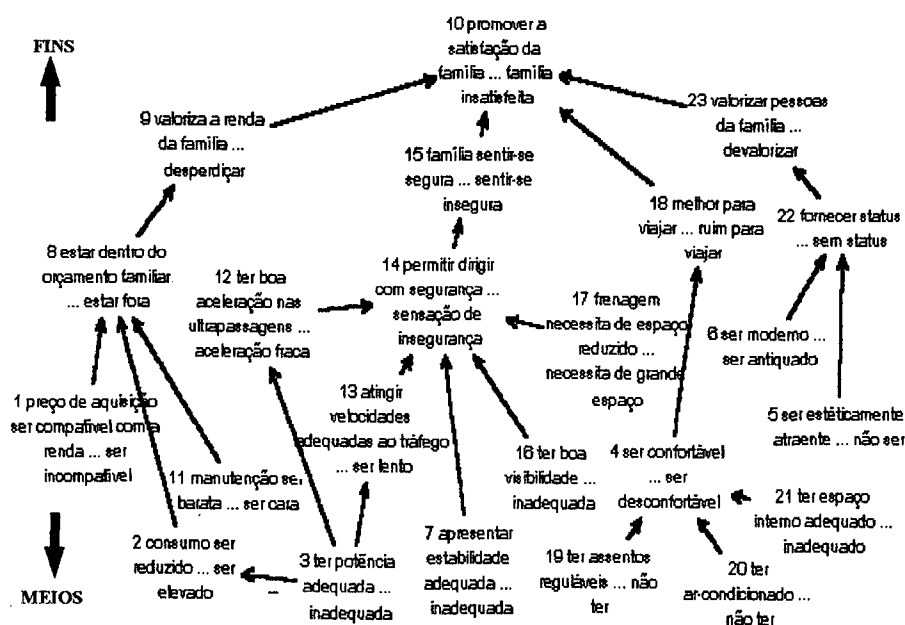 10 promover a
satisfação da
família ... família
insatisfeita
FINS
9 valoriza a renda
da família ...
desperdiçar
23 valorizar pessoas
da família ...
devalorizar
15 família sentir-se
segura ... sentir-se
insegura
18 melhor para
viajar ... ruim para
viajar
22 fornecer status
... sem status
8 estar dentro do
orçamento familiar
... estar fora
12 ter boa
aceleração nas
ultrapassagens ...
aceleração fraca
14 permitir dirigir
com segurança ...
sensação de
insegurança
17 frenagem
necessita de espaço
reduzido ...
necessita de grande
espaço
6 ser moderno ...
ser antiquado
1 preço de aquisição
ser compatível com a
renda ... ser
incompatível
13 atingir
velocidades
adequadas ao tráfego
... ser lento
5 ser estéticamente
atraente ... não ser
11 manutenção ser
barata ... ser cara
16 ter boa
visibilidade ...
inadequada
4 ser confortável
... ser
desconfortável
21 ter espaço
interno adequado ...
inadequado
2 consumo ser
reduzido ... ser
elevado
3 ter potência
adequada ...
inadequada
7 apresentar
estabilidade
adequada ...
inadequada
19 ter assentos
reguláveis ... não
ter
20 ter
ar-condicionado ...
não ter
MEIOS